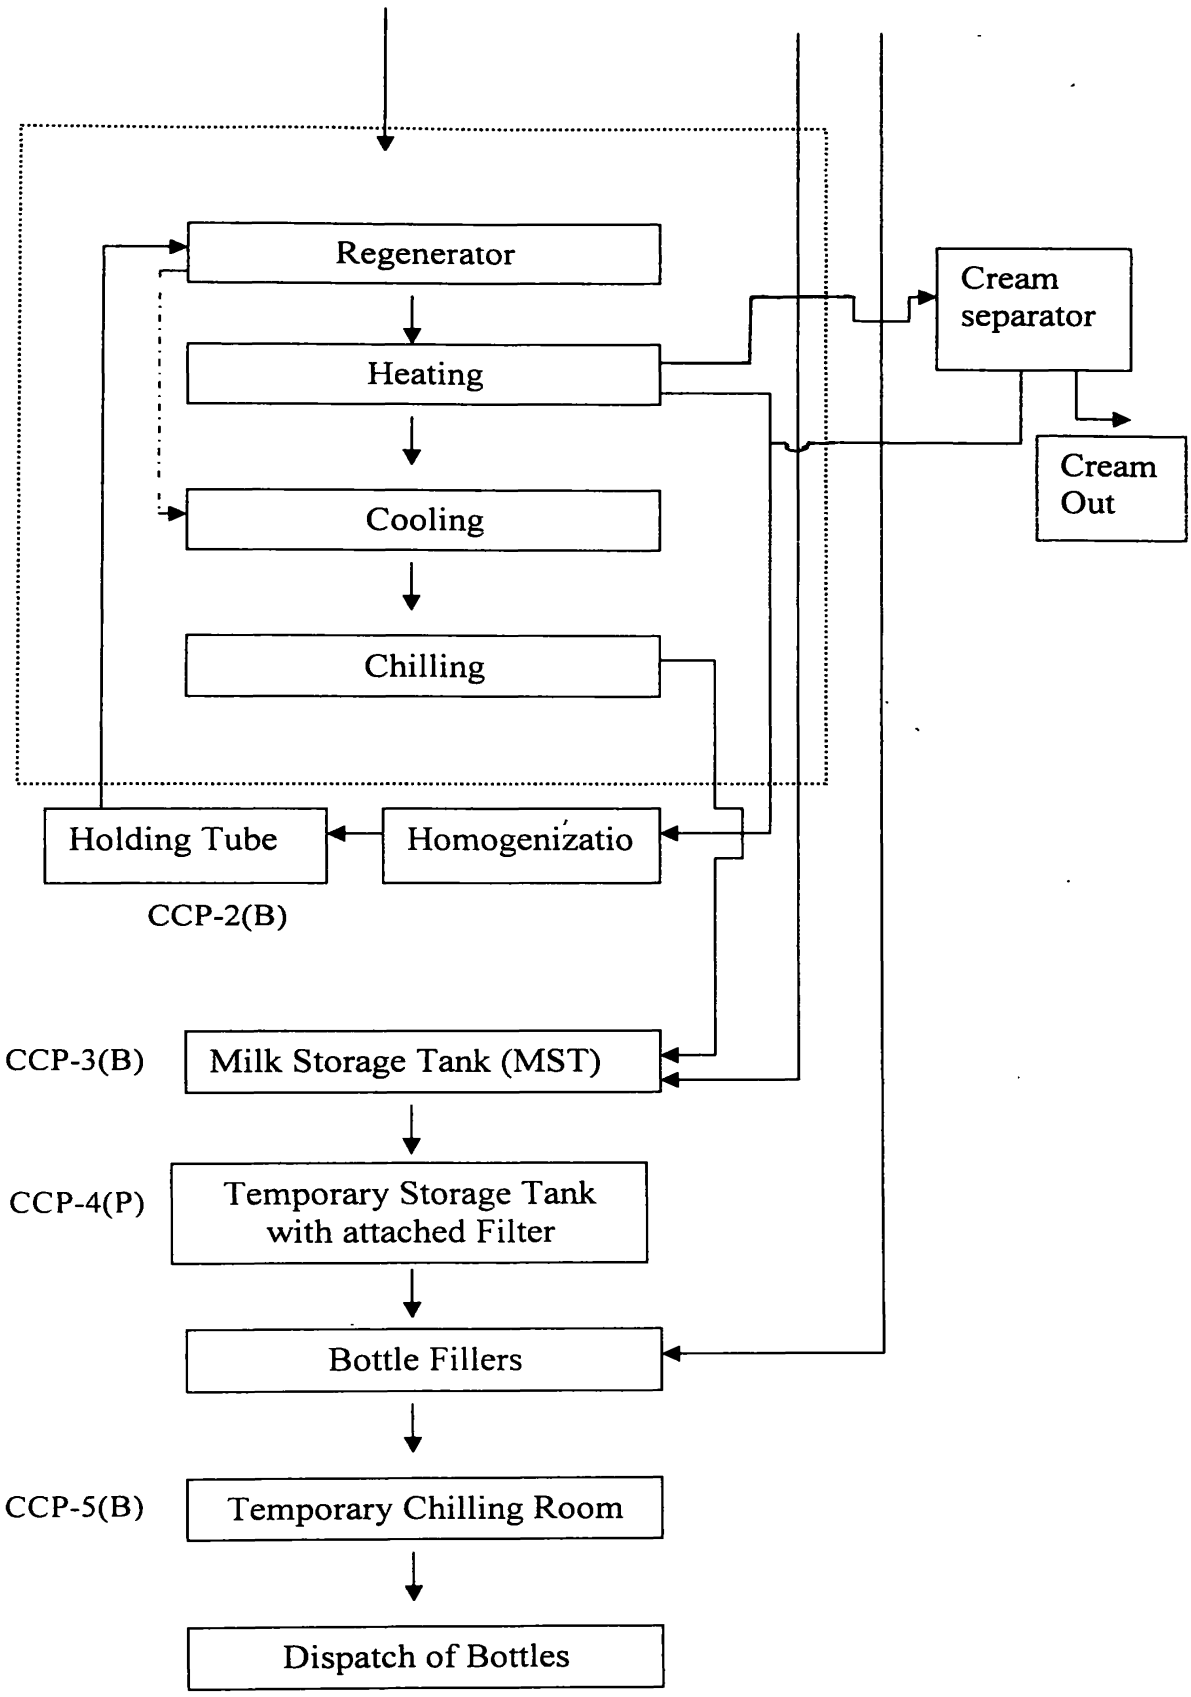 Regenerator
Cream
separator
Heating
Cream
Out
Cooling
Chilling
Holding Tube
Homogenizatio
CCP-2(B)
CCP-3(B)
Milk Storage Tank (MST)
CCP-4(P)
Temporary Storage Tank
with attached Filter
Bottle Fillers
CCP-5(B)
Temporary Chilling Room
Dispatch of Bottles